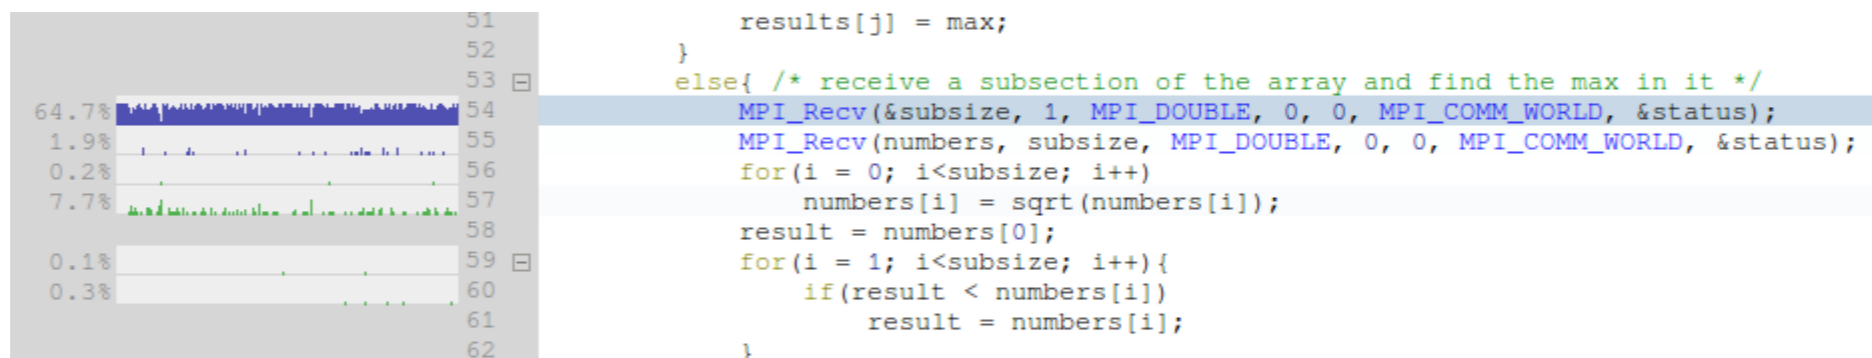 51 results[j] = max;
52 }
53 else{ /* receive a subsection of the array and find the max in it */
64.7% 54 MPI_Recv(&subsize, 1, MPI_DOUBLE, 0, 0, MPI_COMM_WORLD, &status);
1.9% 55 MPI_Recv(numbers, subsize, MPI_DOUBLE, 0, 0, MPI_COMM_WORLD, &status);
0.2% 56 for(i = 0; i<subsize; i++)
7.7% 57 numbers[i] = sqrt(numbers[i]);
58 result = numbers[0];
0.1% 59 for(i = 1; i<subsize; i++){
0.3% 60 if(result < numbers[i])
61 result = numbers[i];
62 }